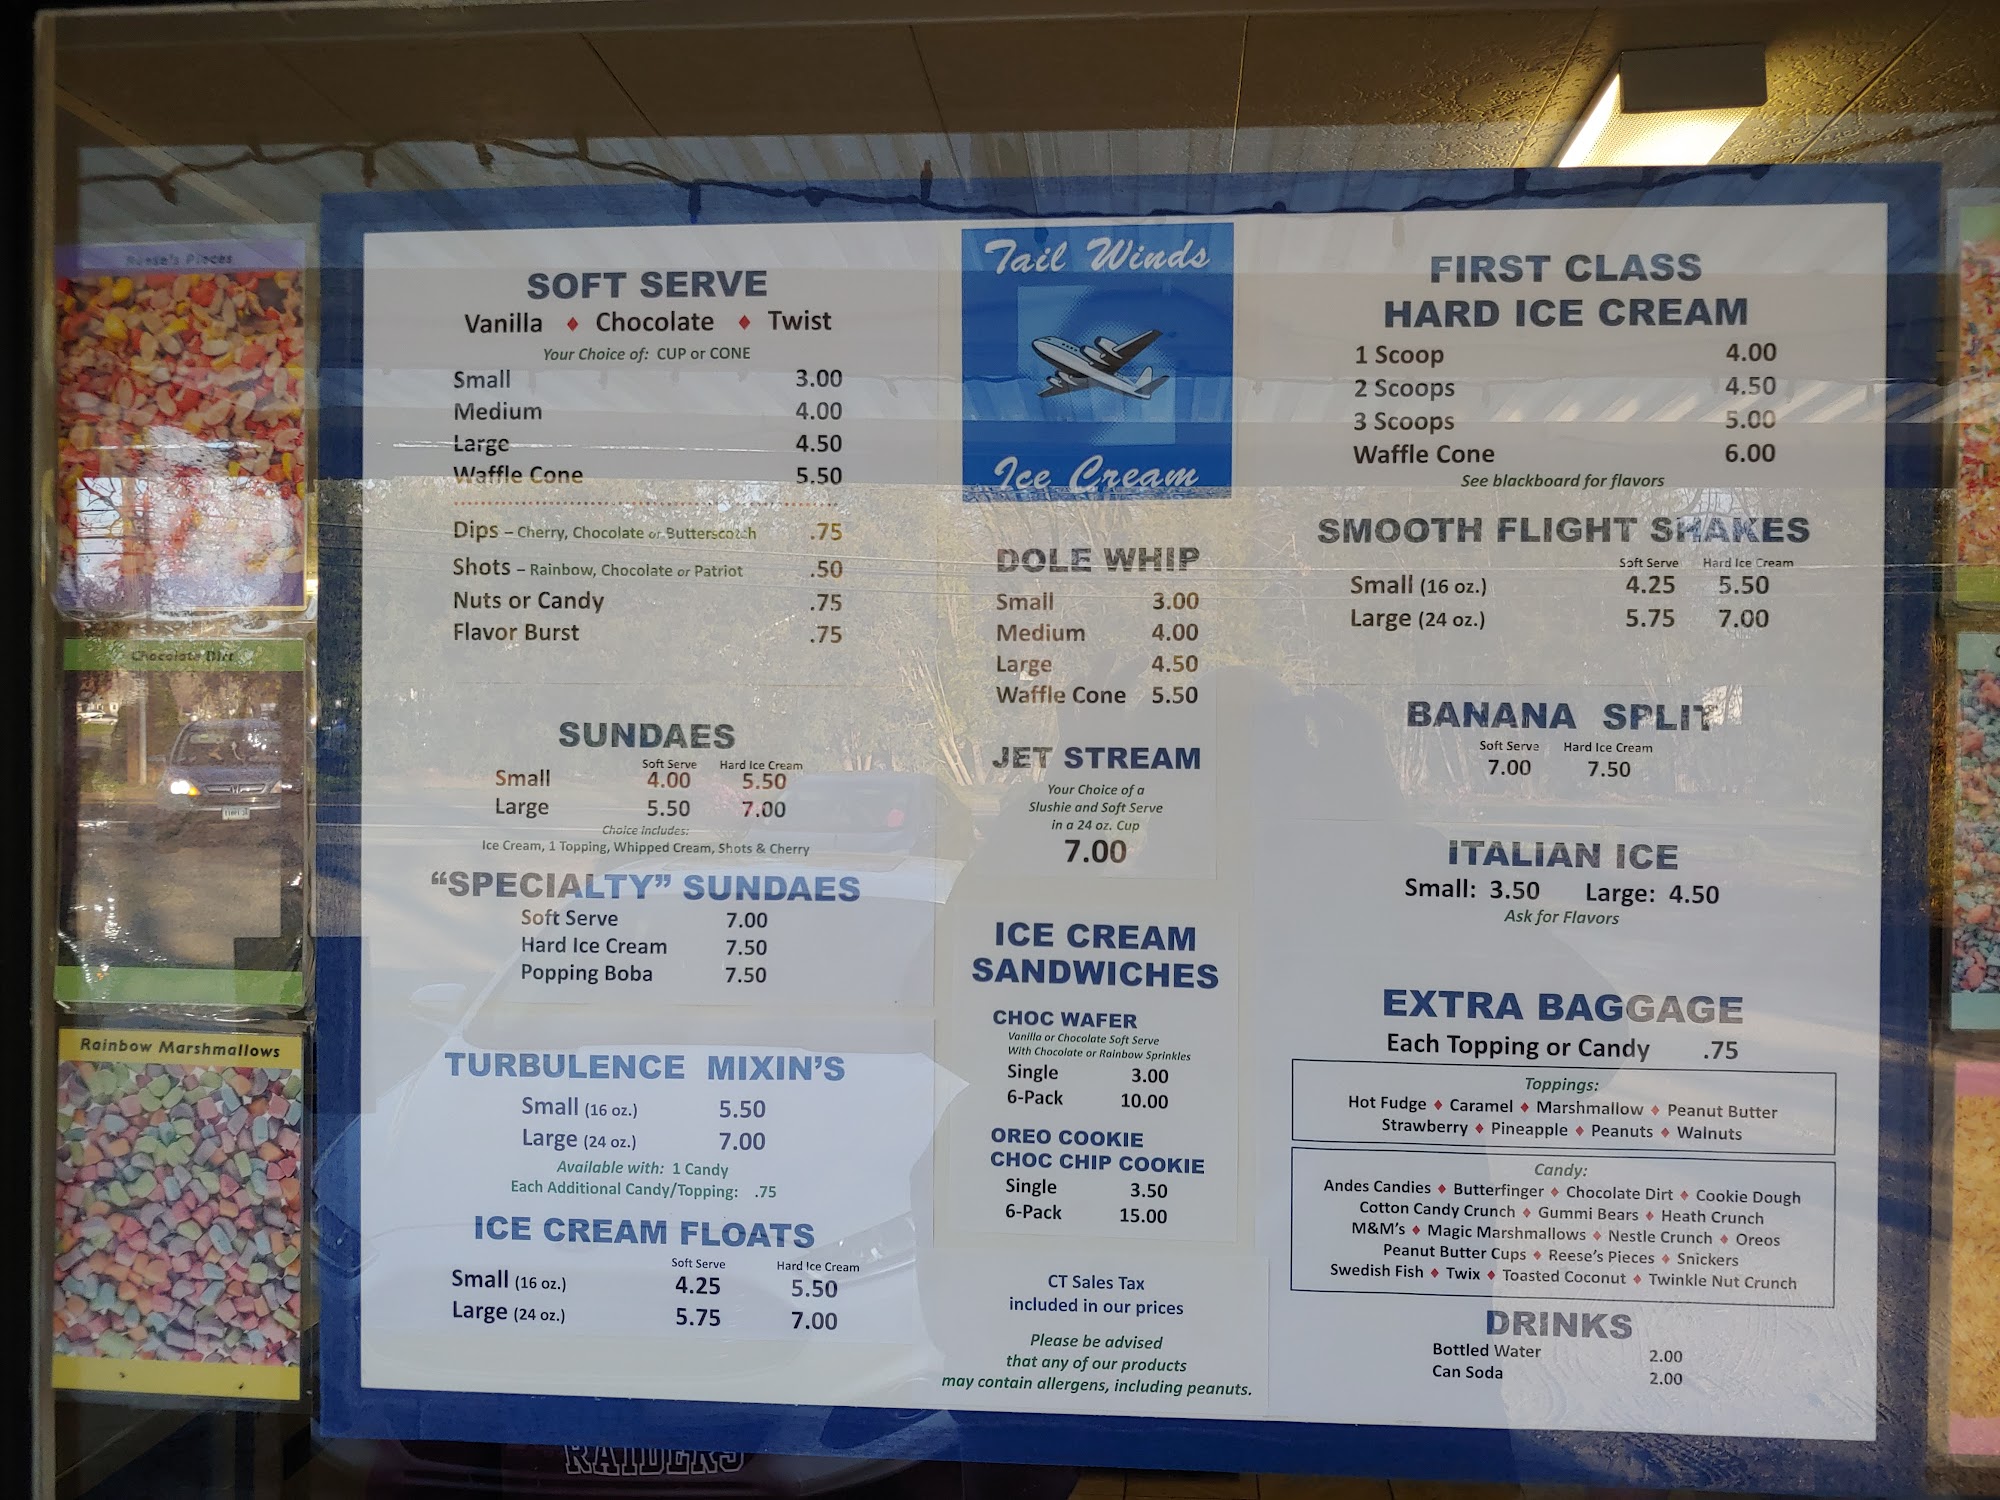 Reese's Pieces
Chocolate Dirt
Rainbow Marshmallows
SOFT SERVE
Vanilla ♦ Chocolate ♦ Twist
Your Choice of: CUP or CONE
Small 3.00
Medium 4.00
Large 4.50
Waffle Cone 5.50
Dips – Cherry, Chocolate or Butterscotch .75
Shots – Rainbow, Chocolate or Patriot .50
Nuts or Candy .75
Flavor Burst .75
SUNDAES
Soft Serve Hard Ice Cream
Small 4.00 5.50
Large 5.50 7.00
Choice includes:
Ice Cream, 1 Topping, Whipped Cream, Shots & Cherry
“SPECIALTY” SUNDAES
Soft Serve 7.00
Hard Ice Cream 7.50
Popping Boba 7.50
TURBULENCE MIXIN'S
Small (16 oz.) 5.50
Large (24 oz.) 7.00
Available with: 1 Candy
Each Additional Candy/Topping: .75
ICE CREAM FLOATS
Soft Serve Hard Ice Cream
Small (16 oz.) 4.25 5.50
Large (24 oz.) 5.75 7.00
Tail Winds
Ice Cream
DOLE WHIP
Small 3.00
Medium 4.00
Large 4.50
Waffle Cone 5.50
JET STREAM
Your Choice of a
Slushie and Soft Serve
in a 24 oz. Cup
7.00
ICE CREAM
SANDWICHES
CHOC WAFER
Vanilla or Chocolate Soft Serve
With Chocolate or Rainbow Sprinkles
Single 3.00
6-Pack 10.00
OREO COOKIE
CHOC CHIP COOKIE
Single 3.50
6-Pack 15.00
CT Sales Tax
included in our prices
Please be advised
that any of our products
may contain allergens, including peanuts.
FIRST CLASS
HARD ICE CREAM
1 Scoop 4.00
2 Scoops 4.50
3 Scoops 5.00
Waffle Cone 6.00
See blackboard for flavors
SMOOTH FLIGHT SHAKES
Soft Serve Hard Ice Cream
Small (16 oz.) 4.25 5.50
Large (24 oz.) 5.75 7.00
BANANA SPLIT
Soft Serve Hard Ice Cream
7.00 7.50
ITALIAN ICE
Small: 3.50 Large: 4.50
Ask for Flavors
EXTRA BAGGAGE
Each Topping or Candy .75
Toppings:
Hot Fudge ♦ Caramel ♦ Marshmallow ♦ Peanut Butter
Strawberry ♦ Pineapple ♦ Peanuts ♦ Walnuts
Candy:
Andes Candies ♦ Butterfinger ♦ Chocolate Dirt ♦ Cookie Dough
Cotton Candy Crunch ♦ Gummi Bears ♦ Heath Crunch
M&M's ♦ Magic Marshmallows ♦ Nestle Crunch ♦ Oreos
Peanut Butter Cups ♦ Reese's Pieces ♦ Snickers
Swedish Fish ♦ Twix ♦ Toasted Coconut ♦ Twinkle Nut Crunch
DRINKS
Bottled Water 2.00
Can Soda 2.00
RAIDERS